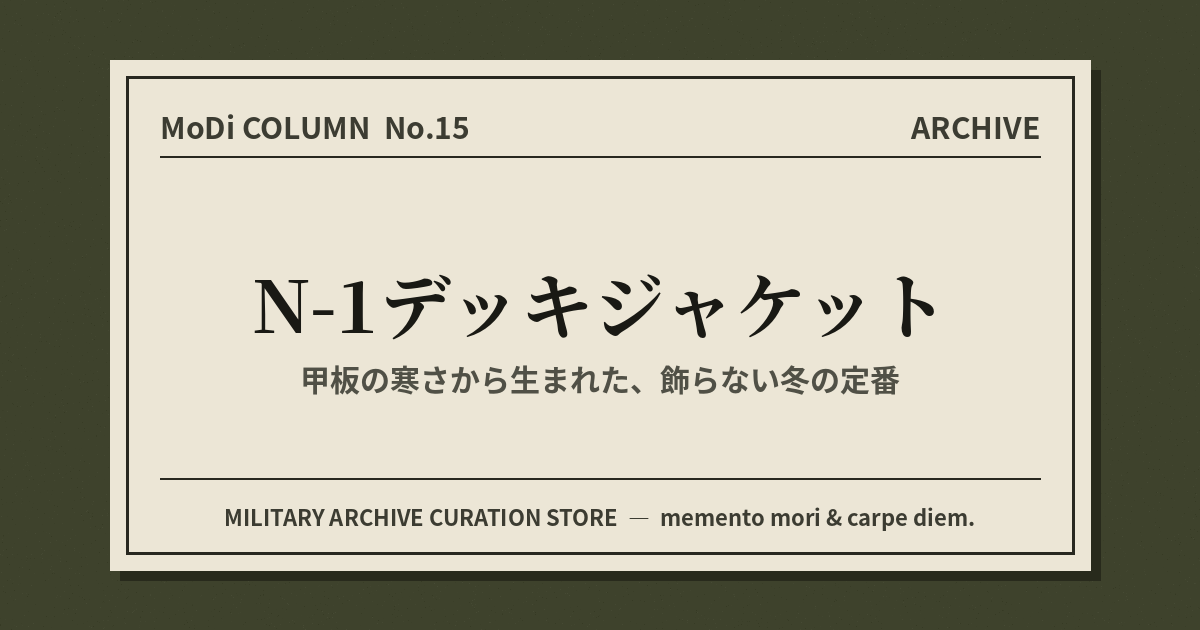 MoDi COLUMN No.15
ARCHIVE
N-1デッキジャケット
甲板の寒さから生まれた、飾らない冬の定番
MILITARY ARCHIVE CURATION STORE — memento mori & carpe diem.